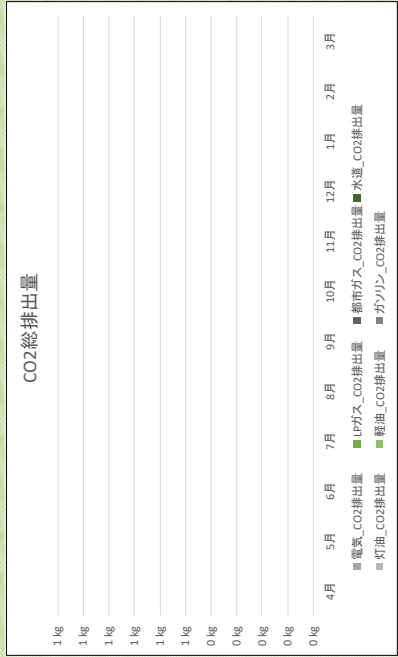 CO2総排出量
1 kg
1 kg
1 kg
1 kg
1 kg
1 kg
0 kg
0 kg
0 kg
0 kg
0 kg
4月 5月 6月 7月 8月 9月 10月 11月 12月 1月 2月 3月
電気_CO2排出量 LPガス_CO2排出量 都市ガス_CO2排出量 水道_CO2排出量
灯油_CO2排出量 軽油_CO2排出量 ガソリン_CO2排出量